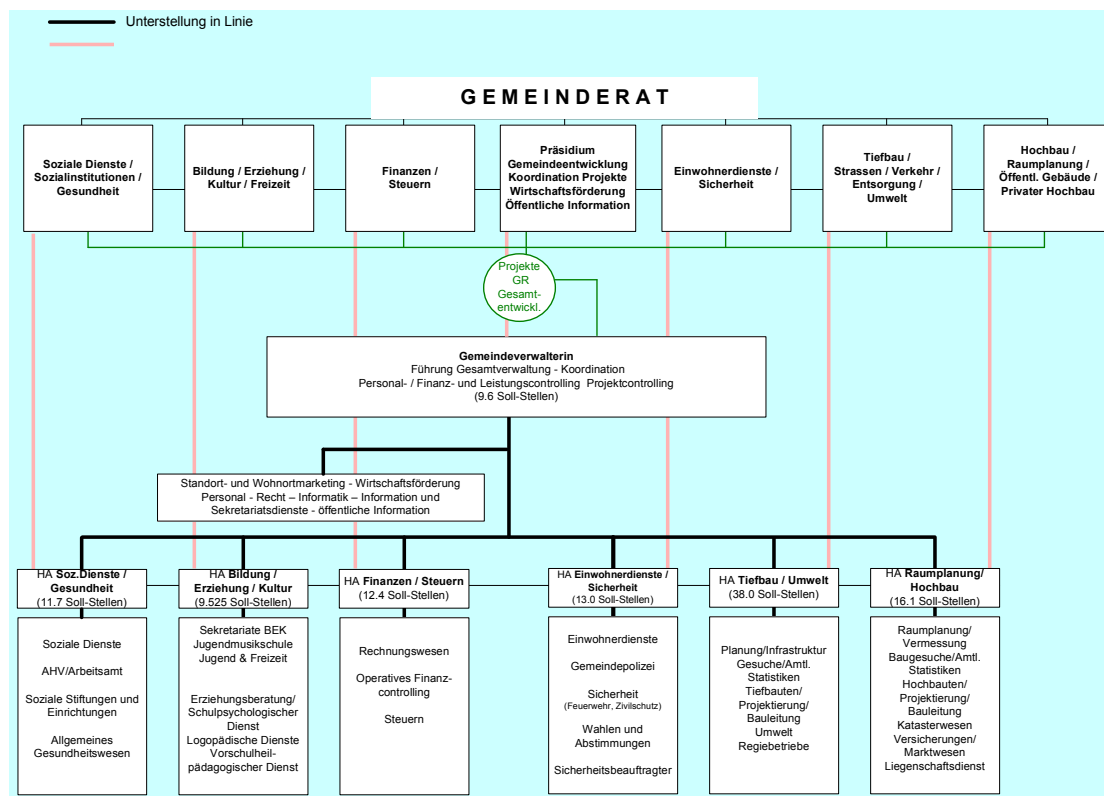 Unterstellung in Linie
GEMEINDERAT
Soziale Dienste /
Sozialinstitutionen /
Gesundheit
Bildung / Erziehung /
Kultur / Freizeit
Finanzen /
Steuern
Präsidium
Gemeindeentwicklung
Koordination Projekte
Wirtschaftsförderung
Öffentliche Information
Einwohnerdienste /
Sicherheit
Tiefbau /
Strassen / Verkehr /
Entsorgung /
Umwelt
Hochbau /
Raumplanung /
Öffentl. Gebäude /
Privater Hochbau
Projekte
GR
Gesamt-
entwickl.
Gemeindeverwalterin
Führung Gesamtverwaltung - Koordination
Personal- / Finanz- und Leistungscontrolling Projektcontrolling
(9.6 Soll-Stellen)
Standort- und Wohnortmarketing - Wirtschaftsförderung
Personal - Recht – Informatik – Information und
Sekretariatsdienste - öffentliche Information
HA Soz.Dienste /
Gesundheit
(11.7 Soll-Stellen)
HA Bildung /
Erziehung / Kultur
(9.525 Soll-Stellen)
HA Finanzen / Steuern
(12.4 Soll-Stellen)
HA Einwohnerdienste /
Sicherheit
(13.0 Soll-Stellen)
HA Tiefbau / Umwelt
(38.0 Soll-Stellen)
HA Raumplanung/
Hochbau
(16.1 Soll-Stellen)
Soziale Dienste
AHV/Arbeitsamt
Soziale Stiftungen und
Einrichtungen
Allgemeines
Gesundheitswesen
Sekretariate BEK
Jugendmusikschule
Jugend & Freizeit
Erziehungsberatung/
Schulpsychologischer
Dienst
Logopädische Dienste
Vorschulheil-
pädagogischer Dienst
Rechnungswesen
Operatives Finanz-
controlling
Steuern
Einwohnerdienste
Gemeindepolizei
Sicherheit
(Feuerwehr, Zivilschutz)
Wahlen und
Abstimmungen
Sicherheitsbeauftragter
Planung/Infrastruktur
Gesuche/Amtl.
Statistiken
Tiefbauten/
Projektierung/
Bauleitung
Umwelt
Regiebetriebe
Raumplanung/
Vermessung
Baugesuche/Amtl.
Statistiken
Hochbauten/
Projektierung/
Bauleitung
Katasterwesen
Versicherungen/
Marktwesen
Liegenschaftsdienst